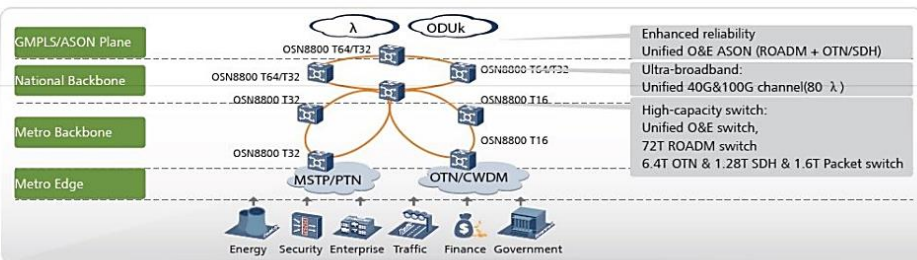 λ
ODUk
GMPLS/ASON Plane
OSN8800 T64/T32
Enhanced reliability
Unified O&E ASON (ROADM + OTN/SDH)
National Backbone
OSN8800 T64/T32
OSN8800 T64/T32
Ultra-broadband:
Unified 40G&100G channel(80 λ)
OSN8800 T32
OSN8800 T16
High-capacity switch:
Unified O&E switch,
72T ROADM switch
6.4T OTN & 1.28T SDH & 1.6T Packet switch
Metro Backbone
OSN8800 T32
OSN8800 T16
Metro Edge
MSTP/PTN
OTN/CWDM
Energy
Security
Enterprise
Traffic
Finance
Government